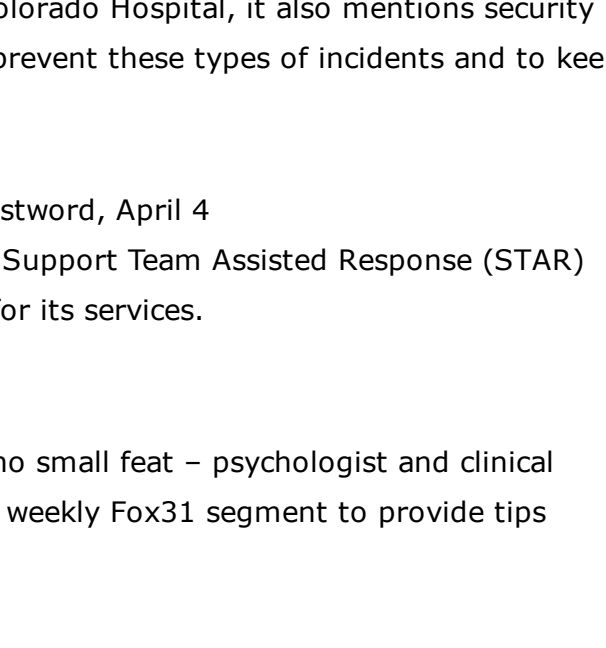 olorado Hospital, it also mentions security
prevent these types of incidents and to kee
stword, April 4
Support Team Assisted Response (STAR)
for its services.
no small feat – psychologist and clinical
weekly Fox31 segment to provide tips